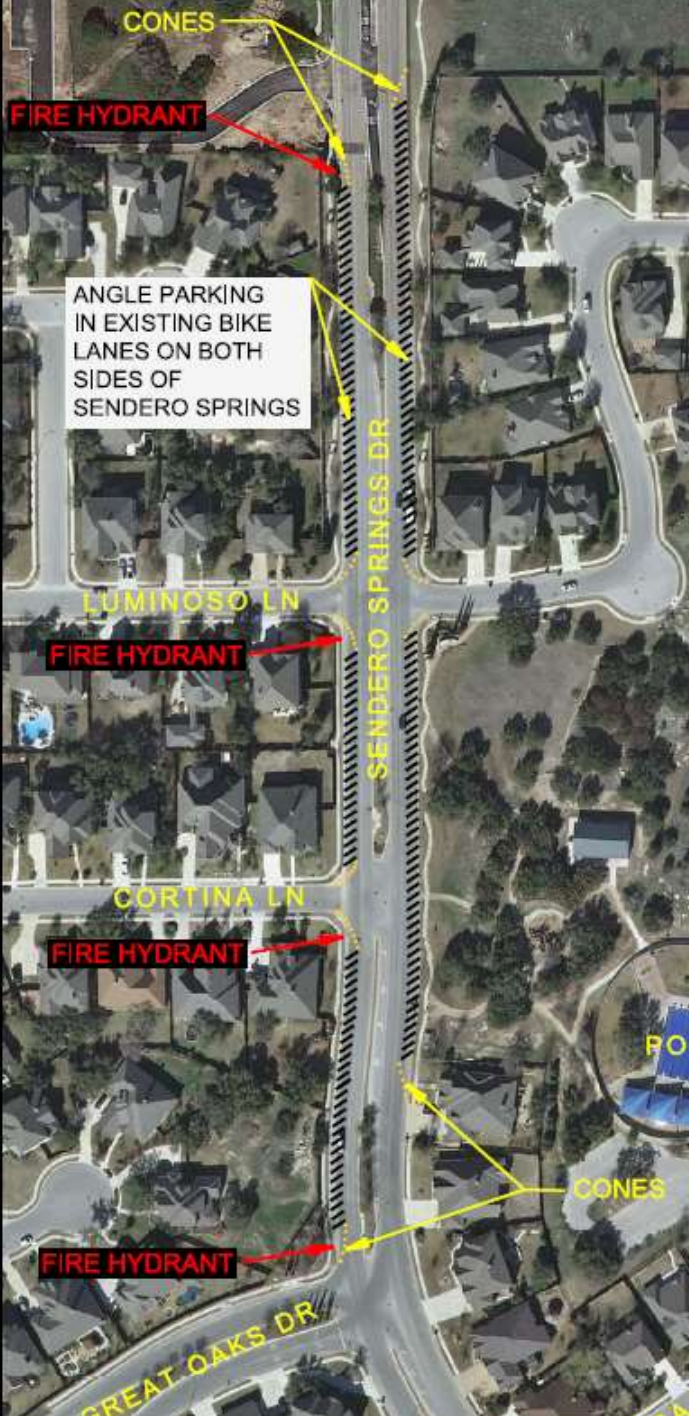 CONES
FIRE HYDRANT
ANGLE PARKING
IN EXISTING BIKE
LANES ON BOTH
SIDES OF
SENDERO SPRINGS
SENDERO SPRINGS DR
LUMINOSO LN
FIRE HYDRANT
CORTINA LN
FIRE HYDRANT
PO
CONES
FIRE HYDRANT
GREAT OAKS DR